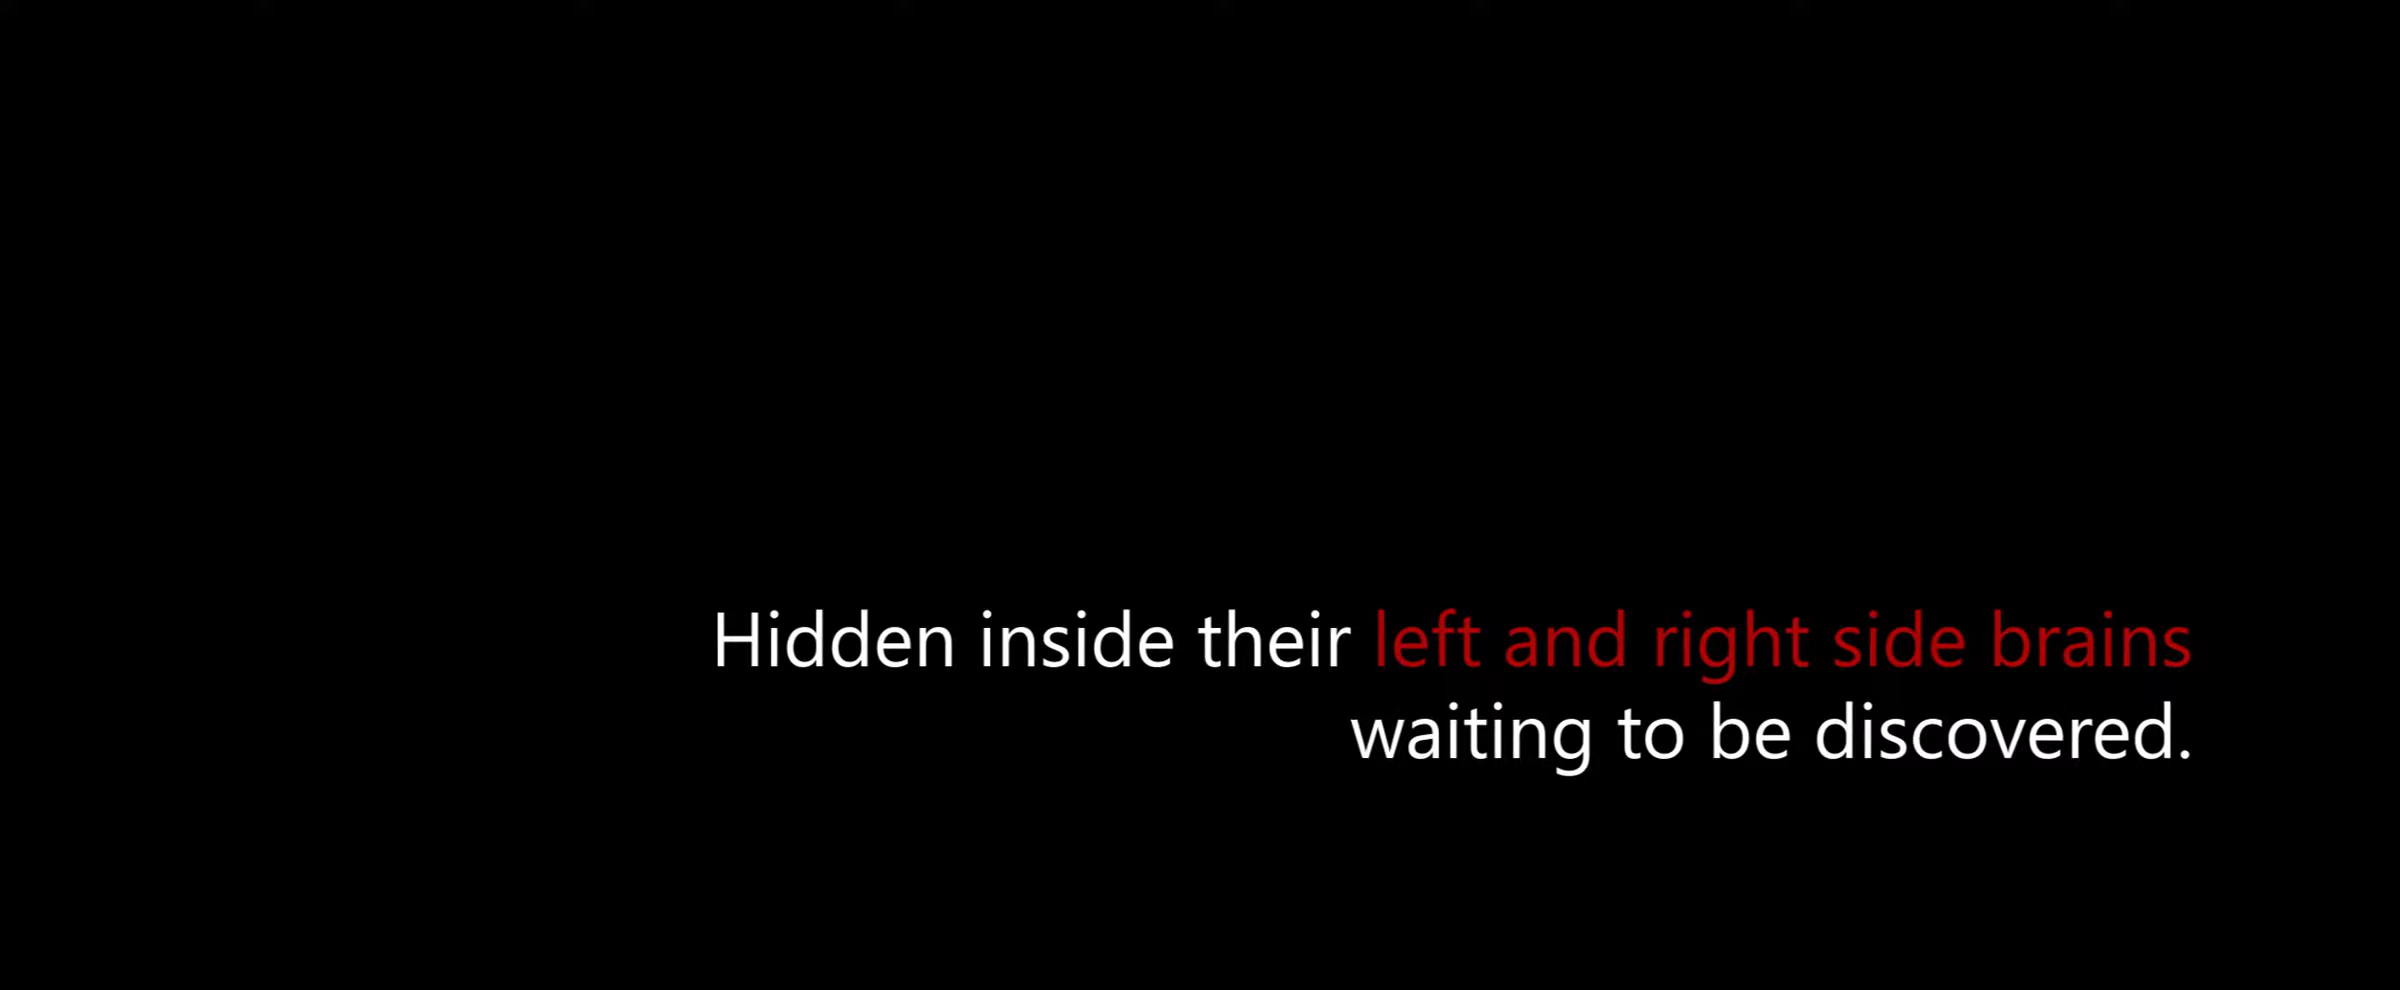 Hidden inside their left and right side brains
waiting to be discovered.